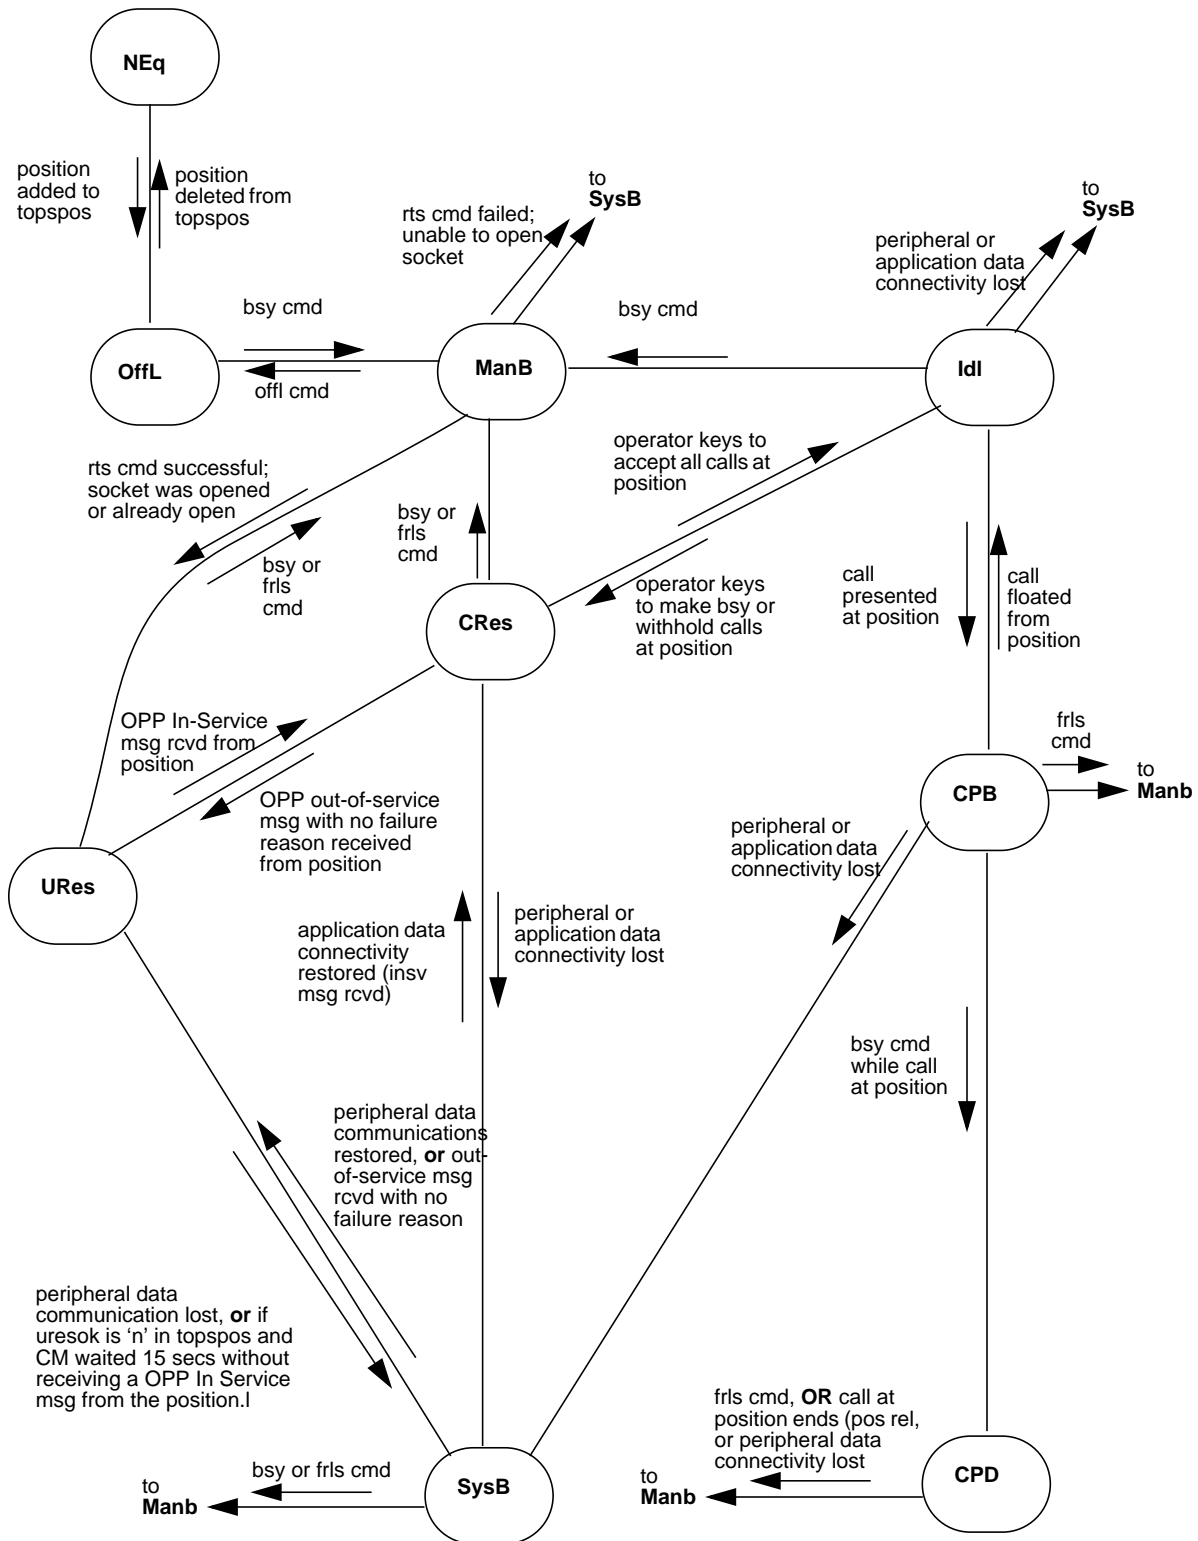 NEq
position
added to
topspos
position
deleted from
topspos
to
SysB
rts cmd failed;
unable to open
socket
to
SysB
peripheral or
application data
connectivity lost
bsy cmd
bsy cmd
OffL
ManB
Idl
offl cmd
operator keys to
accept all calls at
position
rts cmd successful;
socket was opened
or already open
bsy or
frls
cmd
bsy or
frls
cmd
call
presented
at position
call
floated
from
position
operator keys
to make bsy or
withhold calls
at position
CRes
OPP In-Service
msg rcvd from
position
frls
cmd
to
Manb
CPB
OPP out-of-service
msg with no failure
reason received
from position
peripheral or
application data
connectivity lost
URes
application data
connectivity
restored (insv
msg rcvd)
peripheral or
application data
connectivity lost
bsy cmd
while call
at position
peripheral data
communications
restored, or out-
of-service msg
rcvd with no
failure reason
peripheral data
communication lost, or if
uresok is ‘n’ in topspos and
CM waited 15 secs without
receiving a OPP In Service
msg from the position.l
frls cmd, OR call at
position ends (pos rel,
or peripheral data
connectivity lost
to
Manb
bsy or frls cmd
SysB
to
Manb
CPD